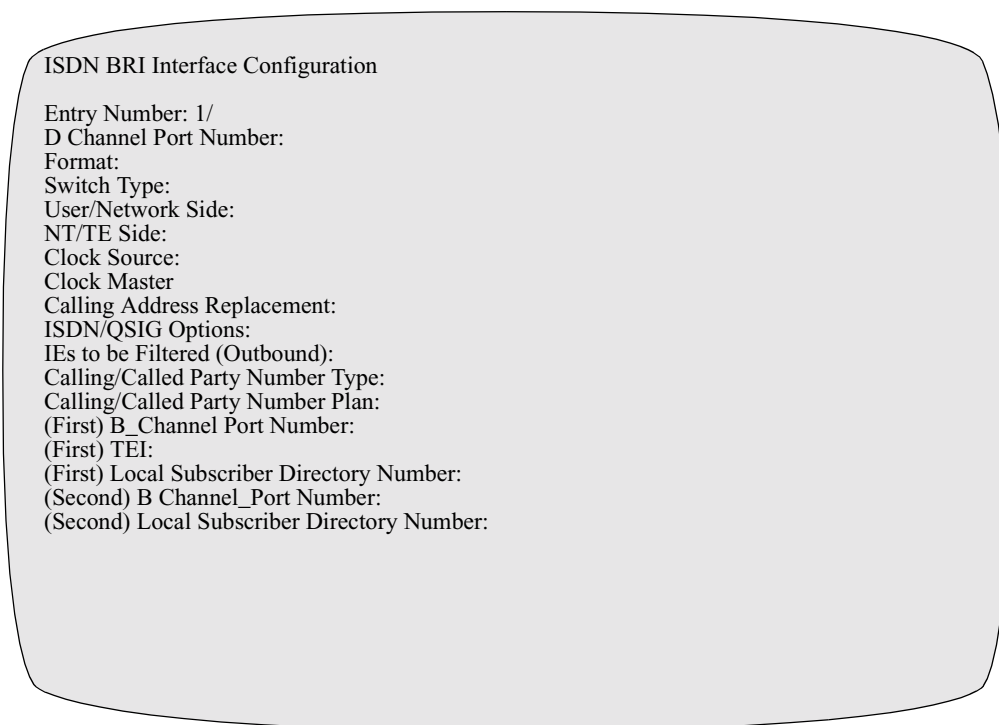 ISDN BRI Interface Configuration
Entry Number: 1/
D Channel Port Number:
Format:
Switch Type:
User/Network Side:
NT/TE Side:
Clock Source:
Clock Master
Calling Address Replacement:
ISDN/QSIG Options:
IEs to be Filtered (Outbound):
Calling/Called Party Number Type:
Calling/Called Party Number Plan:
(First) B_Channel Port Number:
(First) TEI:
(First) Local Subscriber Directory Number:
(Second) B Channel_Port Number:
(Second) Local Subscriber Directory Number: